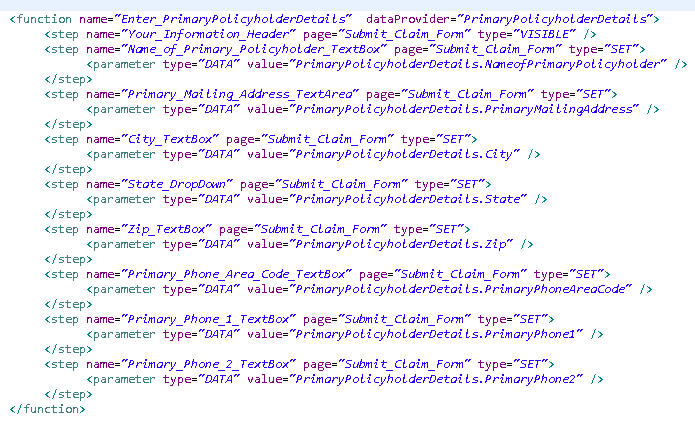 <function name="Enter_PrimaryPolicyholderDetails" dataProvider="PrimaryPolicyholderDetails">
<step name="Your_Information_Header" page="Submit_Claim_Form" type="VISIBLE" />
<step name="Name_of_Primary_Policyholder_TextBox" page="Submit_Claim_Form" type="SET">
<parameter type="DATA" value="PrimaryPolicyholderDetails.NameofPrimaryPolicyholder" />
</step>
<step name="Primary_Mailing_Address_TextArea" page="Submit_Claim_Form" type="SET">
<parameter type="DATA" value="PrimaryPolicyholderDetails.PrimaryMailingAddress" />
</step>
<step name="City_TextBox" page="Submit_Claim_Form" type="SET">
<parameter type="DATA" value="PrimaryPolicyholderDetails.City" />
</step>
<step name="State_DropDown" page="Submit_Claim_Form" type="SET">
<parameter type="DATA" value="PrimaryPolicyholderDetails.State" />
</step>
<step name="Zip_TextBox" page="Submit_Claim_Form" type="SET">
<parameter type="DATA" value="PrimaryPolicyholderDetails.Zip" />
</step>
<step name="Primary_Phone_Area_Code_TextBox" page="Submit_Claim_Form" type="SET">
<parameter type="DATA" value="PrimaryPolicyholderDetails.PrimaryPhoneAreaCode" />
</step>
<step name="Primary_Phone_1_TextBox" page="Submit_Claim_Form" type="SET">
<parameter type="DATA" value="PrimaryPolicyholderDetails.PrimaryPhone1" />
</step>
<step name="Primary_Phone_2_TextBox" page="Submit_Claim_Form" type="SET">
<parameter type="DATA" value="PrimaryPolicyholderDetails.PrimaryPhone2" />
</step>
</function>